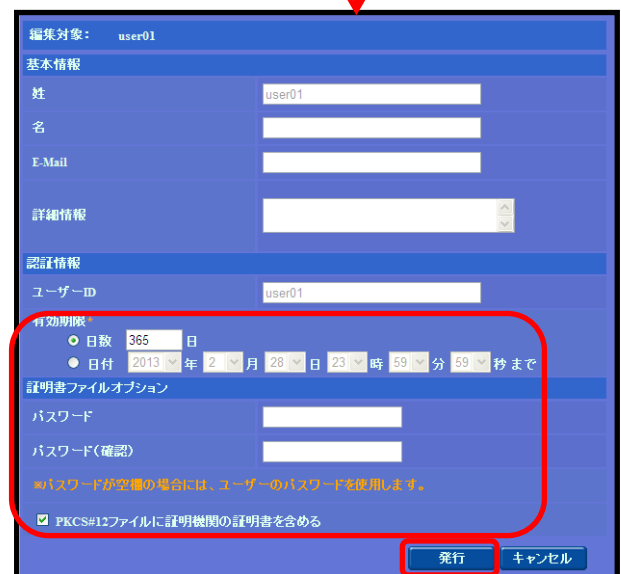 編集対象： user01
基本情報
姓 user01
名
E-Mail
詳細情報
認証情報
ユーザーID user01
有効期限*
日数 365 日
日付 2013 年 2 月 28 日 23 時 59 分 59 秒まで
証明書ファイルオプション
パスワード
パスワード(確認)
※パスワードが空欄の場合には、ユーザーのパスワードを使用します。
PKCS#12ファイルに証明機関の証明書を含める
発行 キャンセル